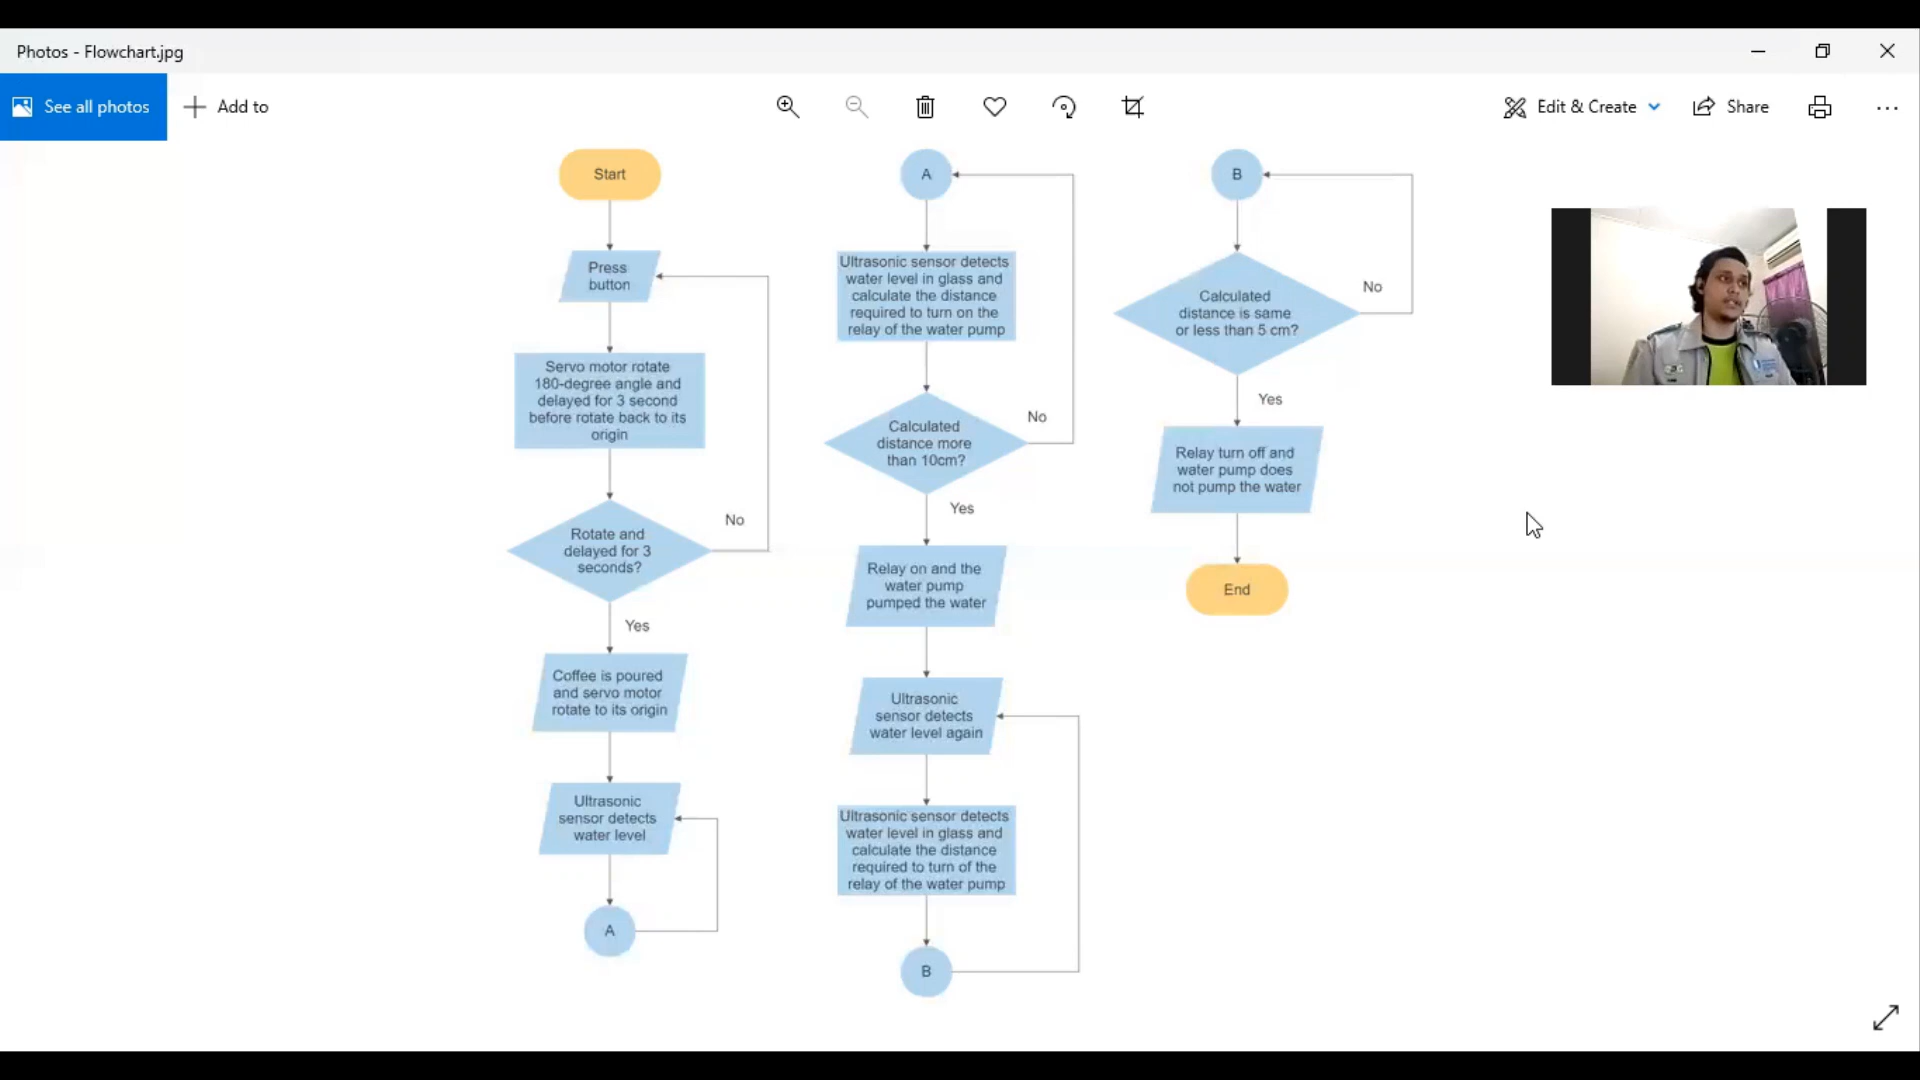 Photos - Flowchart.jpg
See all photos
Add to
Edit & Create
Share
Start
Press
button
Servo motor rotate
180-degree angle and
delayed for 3 second
before rotate back to its
origin
Rotate and
delayed for 3
seconds?
No
Yes
Coffee is poured
and servo motor
rotate to its origin
Ultrasonic
sensor detects
water level
A
A
Ultrasonic sensor detects
water level in glass and
calculate the distance
required to turn on the
relay of the water pump
Calculated
distance more
than 10cm?
No
Yes
Relay on and the
water pump
pumped the water
Ultrasonic
sensor detects
water level again
Ultrasonic sensor detects
water level in glass and
calculate the distance
required to turn of the
relay of the water pump
B
B
Calculated
distance is same
or less than 5 cm?
No
Yes
Relay turn off and
water pump does
not pump the water
End